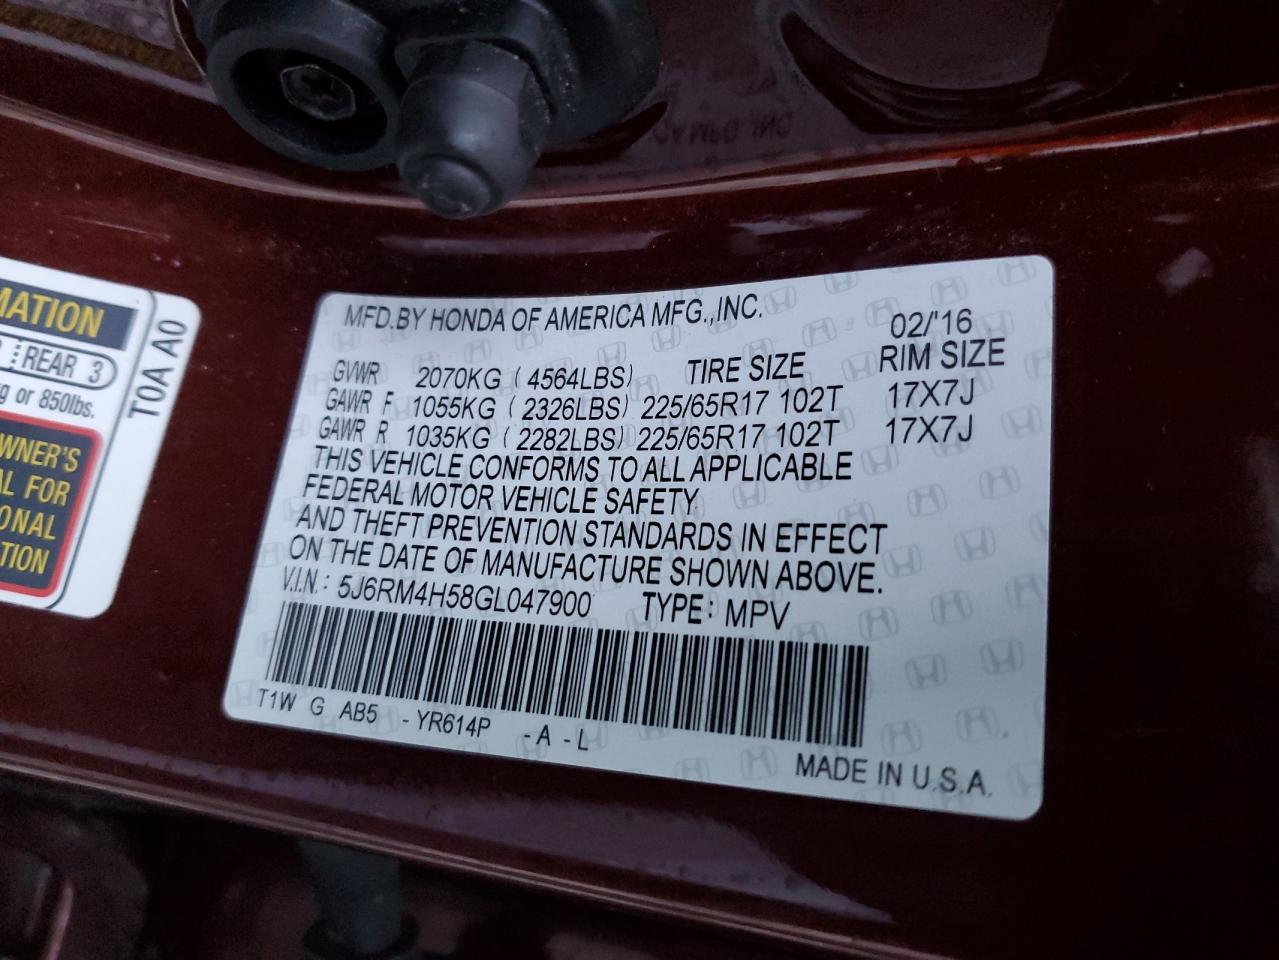 MATION
REAR 3
g or 850lbs.
WNER'S
AL FOR
ONAL
TION
T0A A0
MFD.BY HONDA OF AMERICA MFG.,INC.
02/'16
GVWR 2070KG ( 4564LBS) TIRE SIZE RIM SIZE
GAWR F 1055KG ( 2326LBS) 225/65R17 102T 17X7J
GAWR R 1035KG ( 2282LBS) 225/65R17 102T 17X7J
THIS VEHICLE CONFORMS TO ALL APPLICABLE
FEDERAL MOTOR VEHICLE SAFETY
AND THEFT PREVENTION STANDARDS IN EFFECT
ON THE DATE OF MANUFACTURE SHOWN ABOVE.
V.I.N.: 5J6RM4H58GL047900 TYPE: MPV
T1W G AB5 -YR614P -A -L
MADE IN U.S.A.